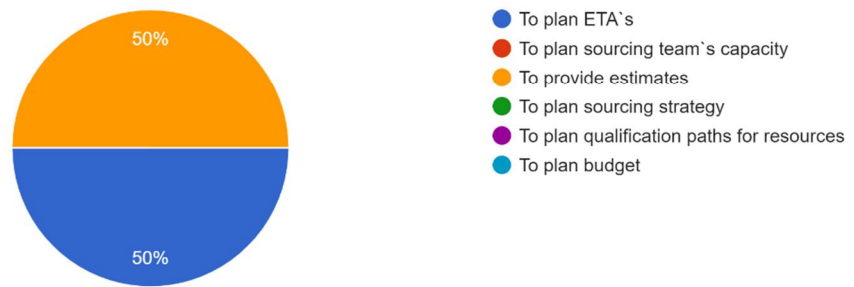 50%
50%
To plan ETA`s
To plan sourcing team`s capacity
To provide estimates
To plan sourcing strategy
To plan qualification paths for resources
To plan budget